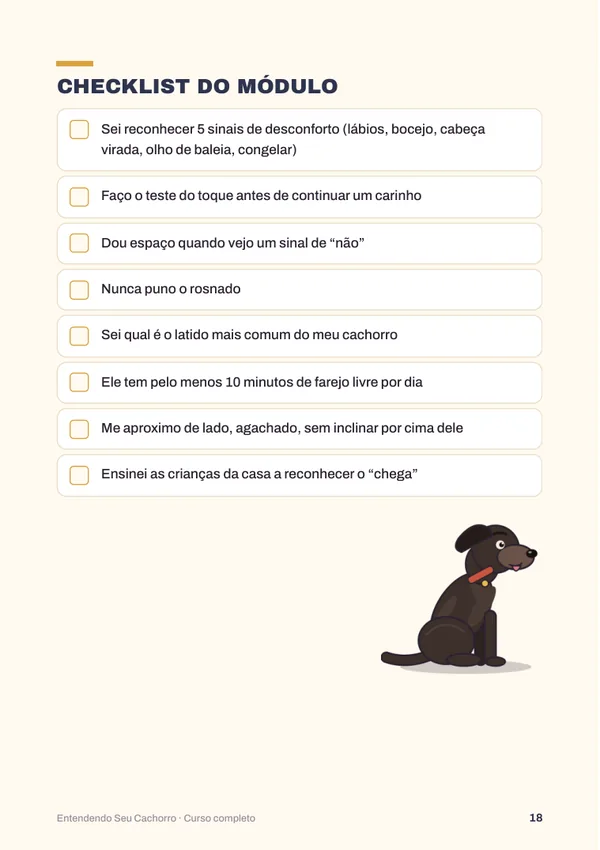 CHECKLIST DO MÓDULO
Sei reconhecer 5 sinais de desconforto (lábios, bocejo, cabeça
virada, olho de baleia, congelar)
Faço o teste do toque antes de continuar um carinho
Dou espaço quando vejo um sinal de “não”
Nunca puno o rosnado
Sei qual é o latido mais comum do meu cachorro
Ele tem pelo menos 10 minutos de farejo livre por dia
Me aproximo de lado, agachado, sem inclinar por cima dele
Ensinei as crianças da casa a reconhecer o “chega”
Entendendo Seu Cachorro · Curso completo
18